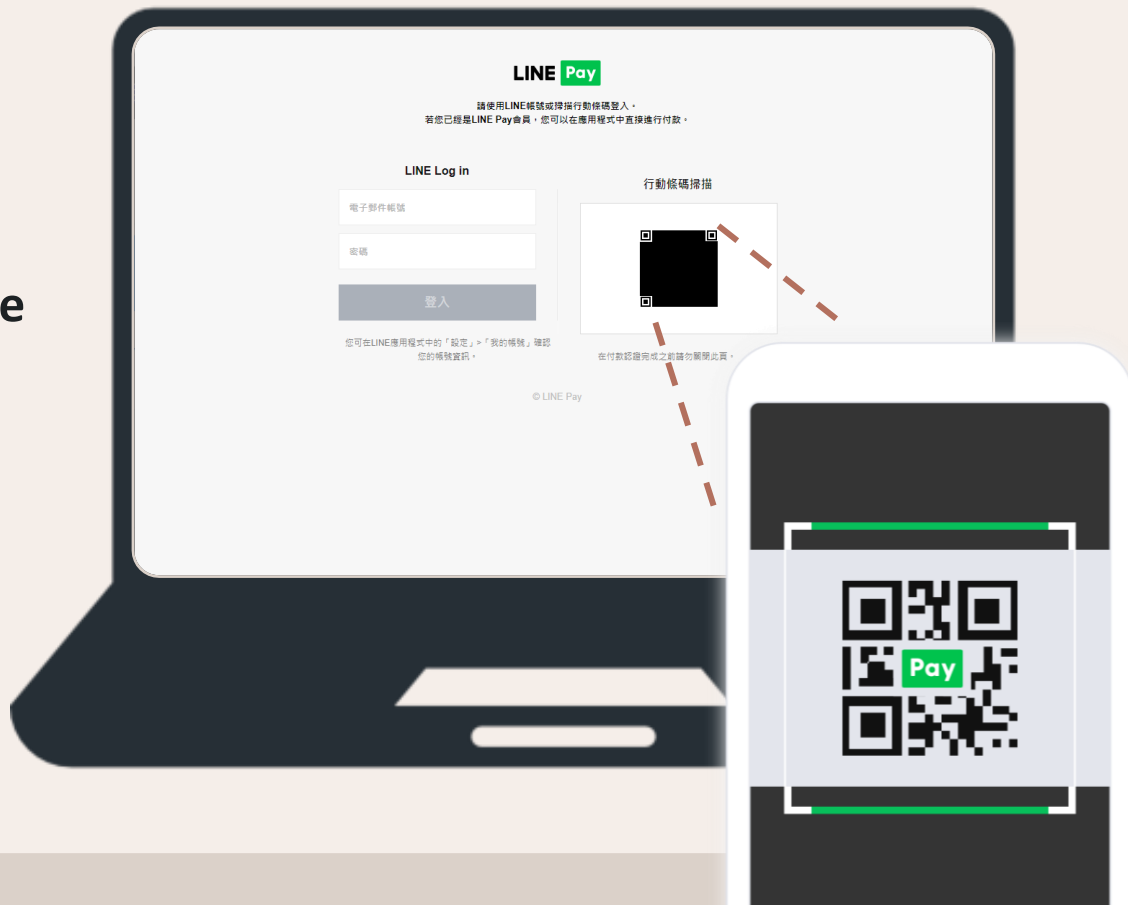 e
LINE Pay
請使用LINE帳號或掃描行動條碼登入。
若您已經是LINE Pay會員，您可以在應用程式中直接進行付款。
LINE Log in
電子郵件帳號
密碼
登入
您可在LINE應用程式中的「設定」>「我的帳號」確認
您的帳號資訊。
行動條碼掃描
在付款認證完成之前請勿關閉此頁。
© LINE Pay
Pay